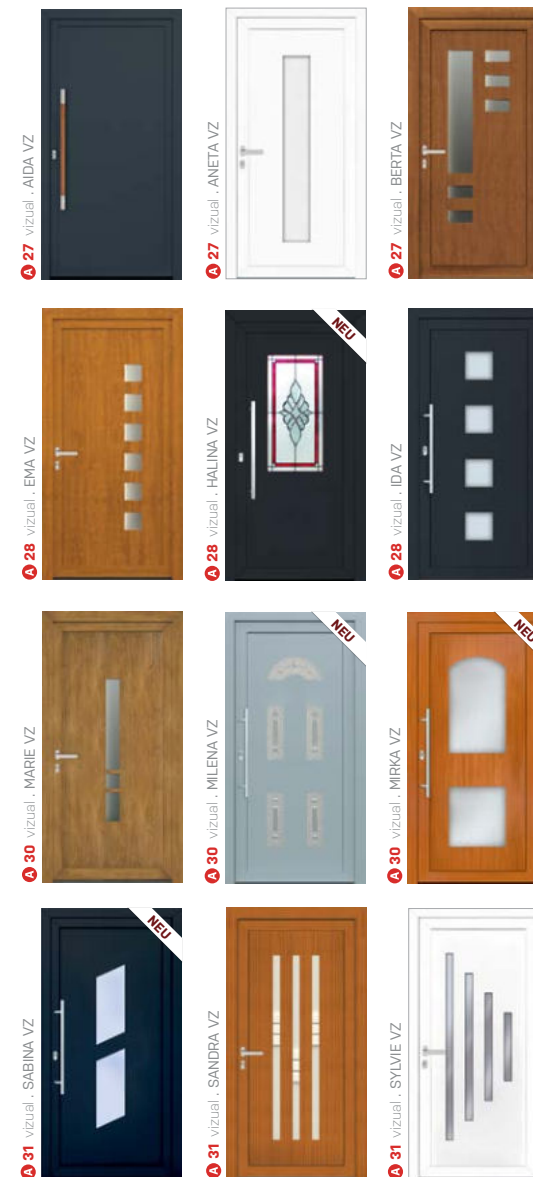 A 27 vizual . AIDA VZ
A 27 vizual . ANETA VZ
A 27 vizual . BERTA VZ
A 28 vizual . EMA VZ
A 28 vizual . HALINA VZ
NEU
A 28 vizual . IDA VZ
A 30 vizual . MARIE VZ
A 30 vizual . MILENA VZ
NEU
A 30 vizual . MIRKA VZ
NEU
A 31 vizual . SABINA VZ
NEU
A 31 vizual . SANDRA VZ
A 31 vizual . SYLVIE VZ